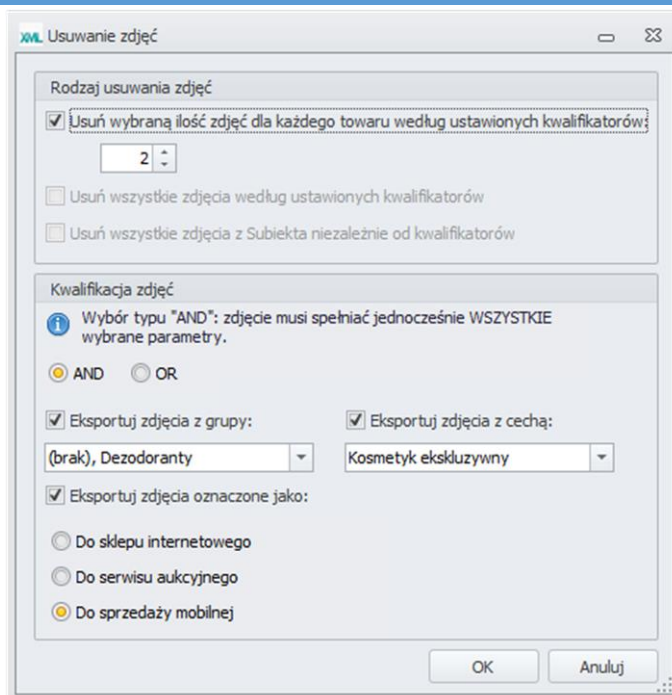 XML Usuwanie zdjęć
Rodzaj usuwania zdjęć
Usuń wybraną ilość zdjęć dla każdego towaru według ustawionych kwalifikatorów:
2
Usuń wszystkie zdjęcia według ustawionych kwalifikatorów
Usuń wszystkie zdjęcia z Subiekta niezależnie od kwalifikatorów
Kwalifikacja zdjęć
Wybór typu "AND": zdjęcie musi spełniać jednocześnie WSZYSTKIE
wybrane parametry.
AND OR
Eksportuj zdjęcia z grupy: Eksportuj zdjęcia z cechą:
(brak), Dezodoranty Kosmetyk ekskluzywny
Eksportuj zdjęcia oznaczone jako:
Do sklepu internetowego
Do serwisu aukcyjnego
Do sprzedaży mobilnej
OK Anuluj